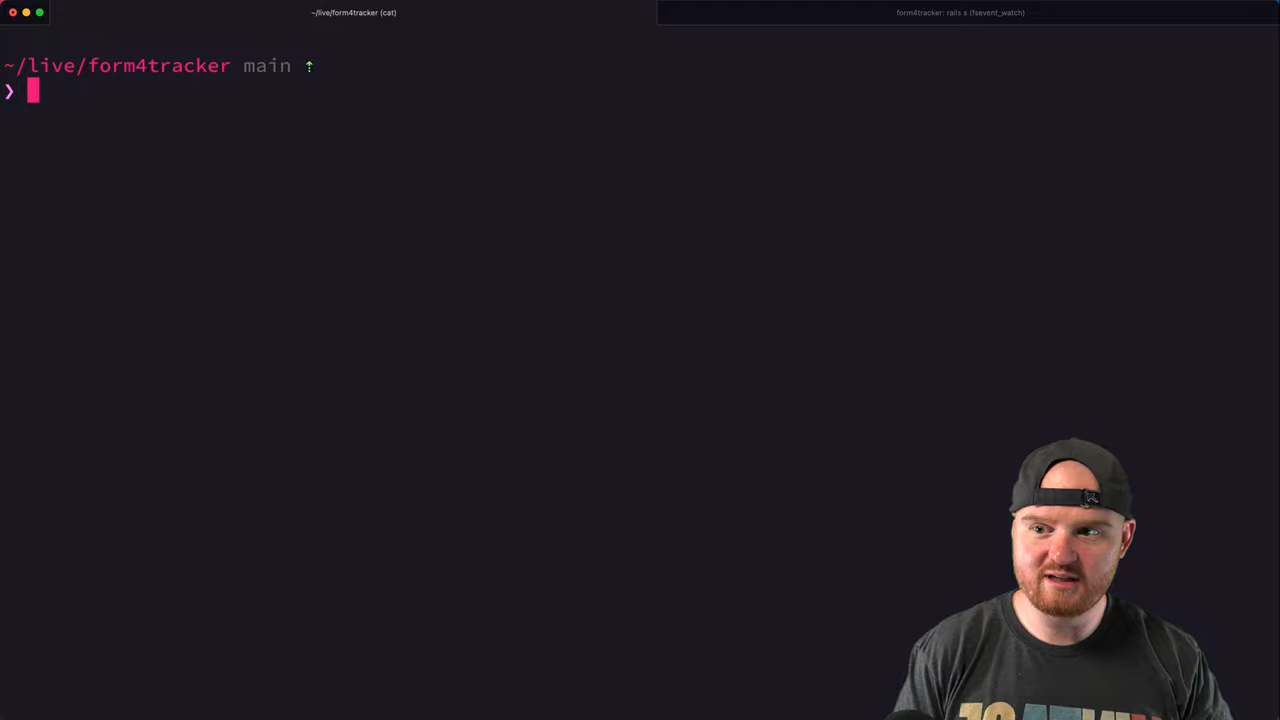 ~/live/form4tracker (cat)
form4tracker: rails s (fsevent_watch)
~/live/form4tracker main ⇡
❯